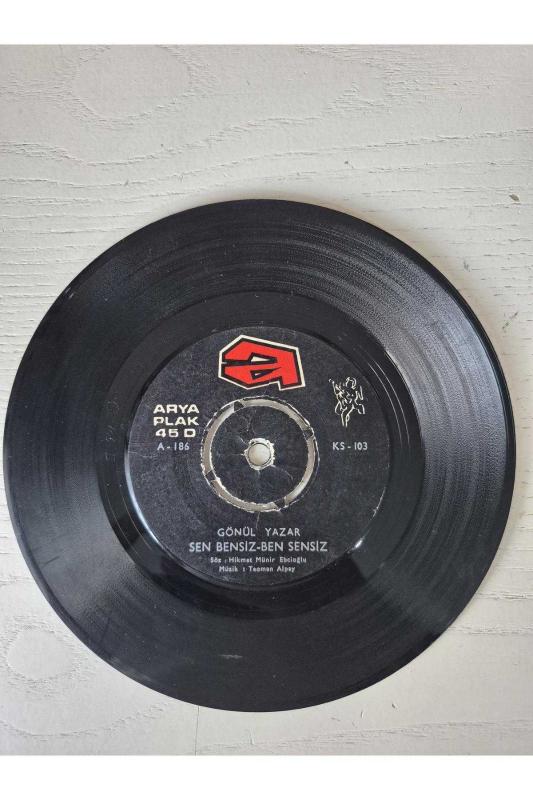 ARYA
PLAK
45 D
A - 186
KS - 103
GÖNÜL YAZAR
SEN BENSİZ-BEN SENSİZ
Söz : Hikmet Münir Ebcioğlu
Müzik : Teoman Alpay